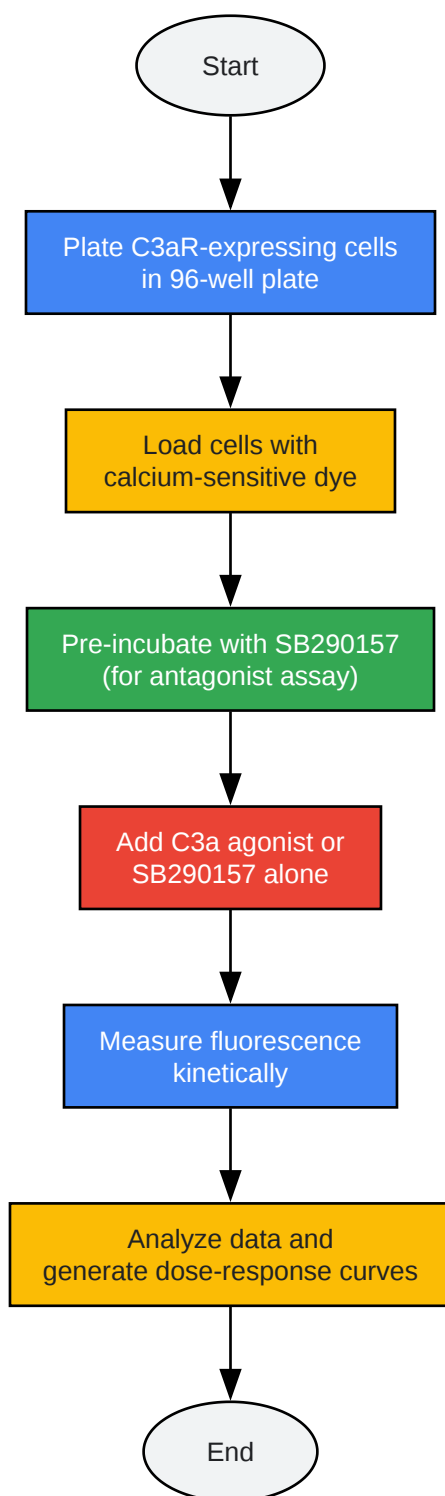 Start
Plate C3aR-expressing cells
in 96-well plate
Load cells with
calcium-sensitive dye
Pre-incubate with SB290157
(for antagonist assay)
Add C3a agonist or
SB290157 alone
Measure fluorescence
kinetically
Analyze data and
generate dose-response curves
End